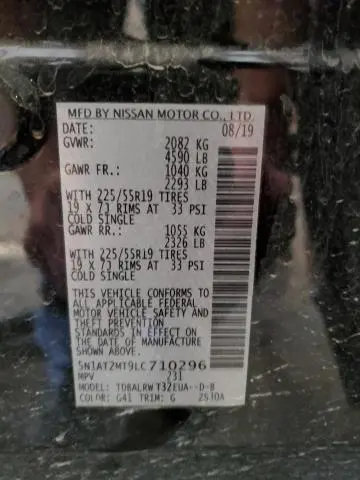 MFD BY NISSAN MOTOR CO., LTD.
DATE: 08/19
GVWR: 2082 KG
4590 LB
GAWR FR.: 1040 KG
2293 LB
WITH 225/55R19 TIRES
19 X 7J RIMS AT 33 PSI
COLD SINGLE
GAWR RR.: 1055 KG
2326 LB
WITH 225/55R19 TIRES
19 X 7J RIMS AT 33 PSI
COLD SINGLE
THIS VEHICLE CONFORMS TO
ALL APPLICABLE FEDERAL
MOTOR VEHICLE SAFETY AND
THEFT PREVENTION
STANDARDS IN EFFECT ON
THE DATE OF MANUFACTURE
SHOWN ABOVE.
5N1AT2MT9LC710296
MPV 231
MODEL: TDBALRWT32EUA--D-B
COLOR: G41 TRIM: G